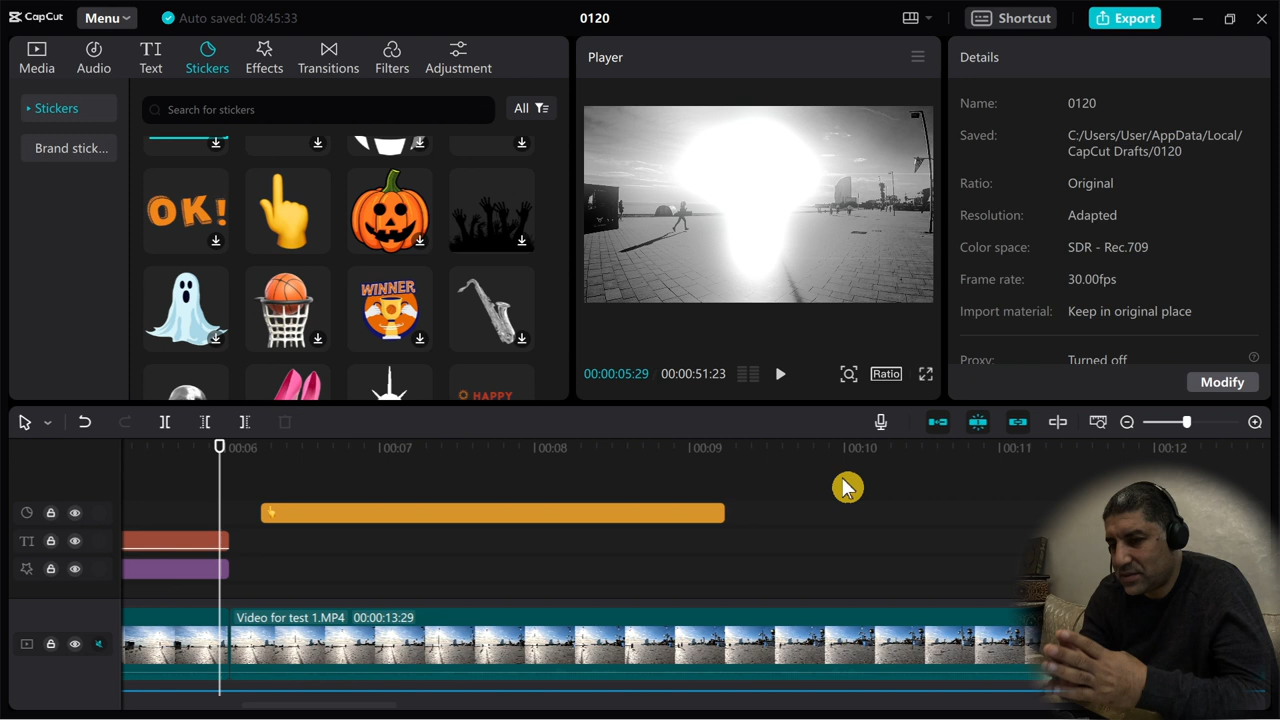 CapCut
Menu
Auto saved: 08:45:33
0120
Shortcut
Export
Media
Audio
TI
Text
Stickers
Effects
Transitions
Filters
Adjustment
Stickers
Brand stick...
Search for stickers
All
OK!
WINNER
HAPPY
Player
00:00:05:29
00:00:51:23
Ratio
Details
Name:
0120
Saved:
C:/Users/User/AppData/Local/
CapCut Drafts/0120
Ratio:
Original
Resolution:
Adapted
Color space:
SDR - Rec.709
Frame rate:
30.00fps
Import material:
Keep in original place
Proxy:
Turned off
Modify
00:06
00:07
00:08
00:09
00:10
00:11
00:12
TI
Video for test 1.MP4 00:00:13:29